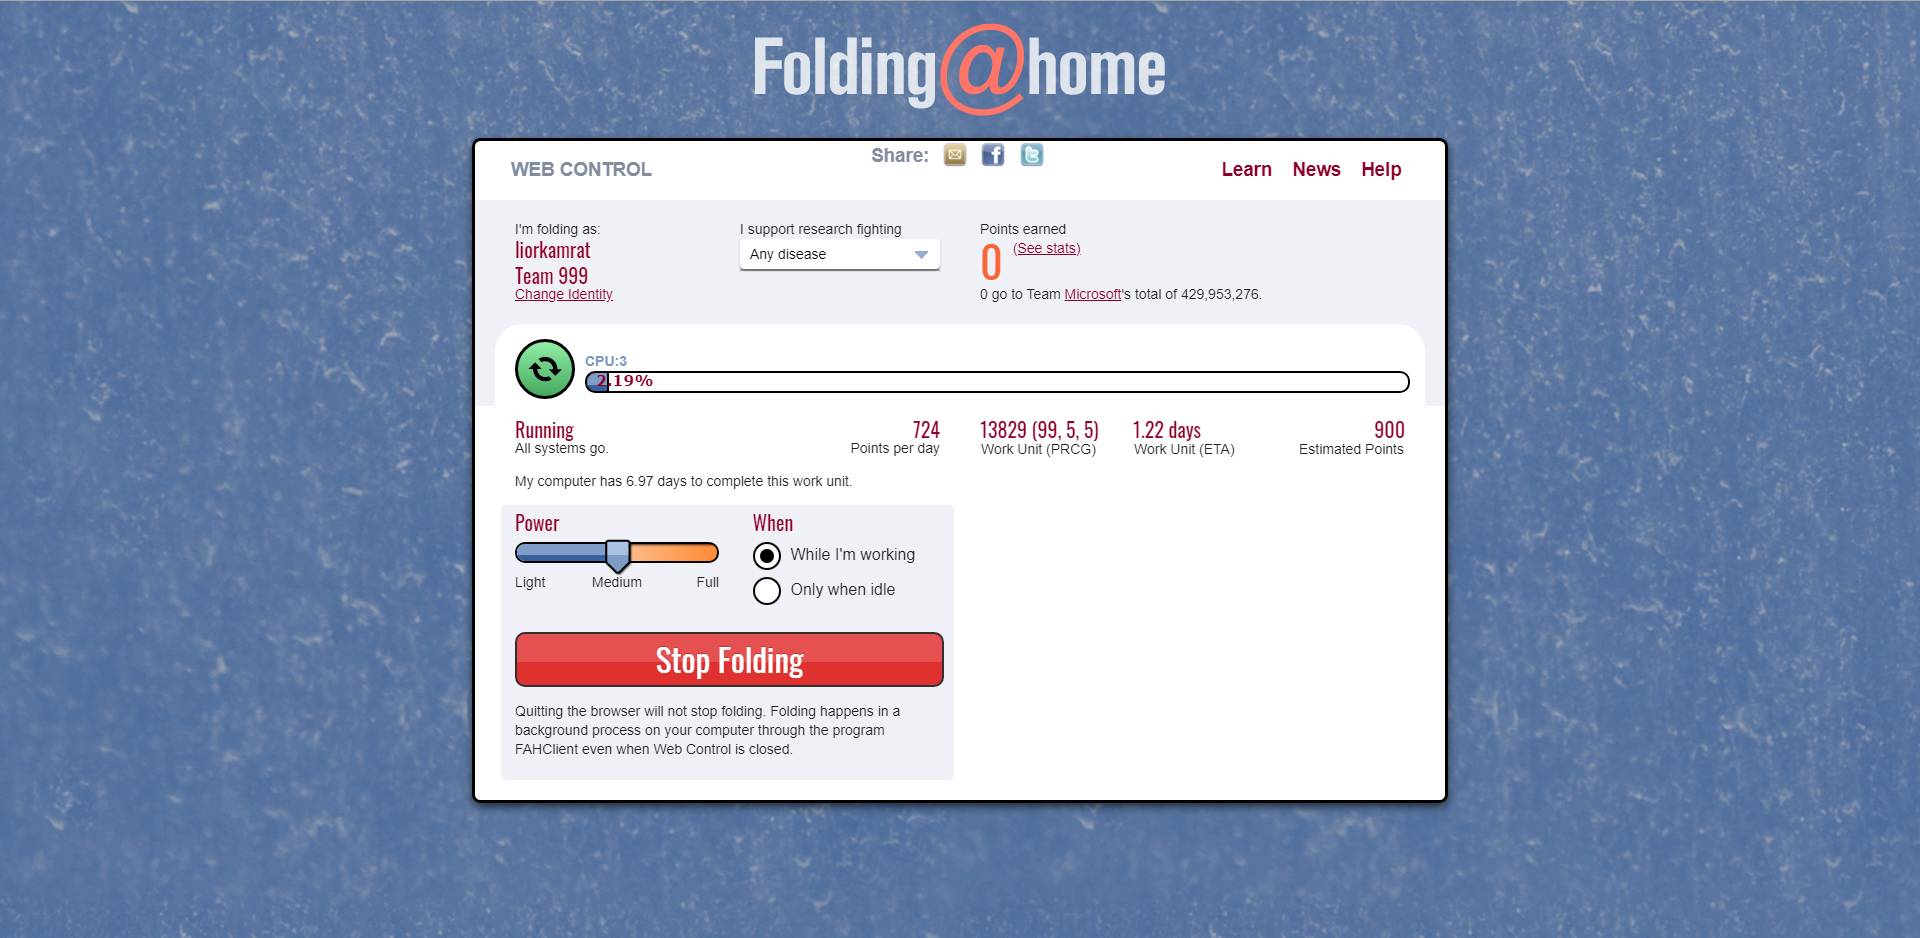 Folding@home
WEB CONTROL
Share:
Learn News Help
I'm folding as:
liorkamrat
Team 999
Change Identity
I support research fighting
Any disease
Points earned
0 (See stats)
0 go to Team Microsoft's total of 429,953,276.
CPU:3
2.19%
Running
All systems go.
724
Points per day
13829 (99, 5, 5)
Work Unit (PRCG)
1.22 days
Work Unit (ETA)
900
Estimated Points
My computer has 6.97 days to complete this work unit.
Power
Light Medium Full
When
While I'm working
Only when idle
Stop Folding
Quitting the browser will not stop folding. Folding happens in a
background process on your computer through the program
FAHClient even when Web Control is closed.